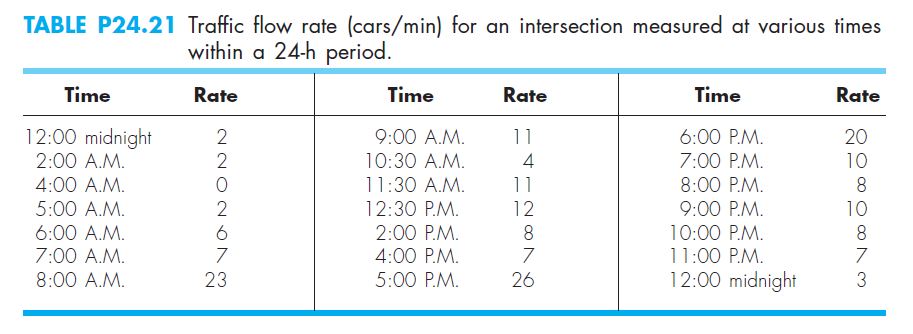 TABLE P24.21 Traffic flow rate (cars/min) for an intersection measured at various times
within a 24-h period.
Time Rate Time Rate Time Rate
12:00 midnight 2 9:00 A.M. 11 6:00 P.M. 20
2:00 A.M. 2 10:30 A.M. 4 7:00 P.M. 10
4:00 A.M. 0 11:30 A.M. 11 8:00 P.M. 8
5:00 A.M. 2 12:30 P.M. 12 9:00 P.M. 10
6:00 A.M. 6 2:00 P.M. 8 10:00 P.M. 8
7:00 A.M. 7 4:00 P.M. 7 11:00 P.M. 7
8:00 A.M. 23 5:00 P.M. 26 12:00 midnight 3